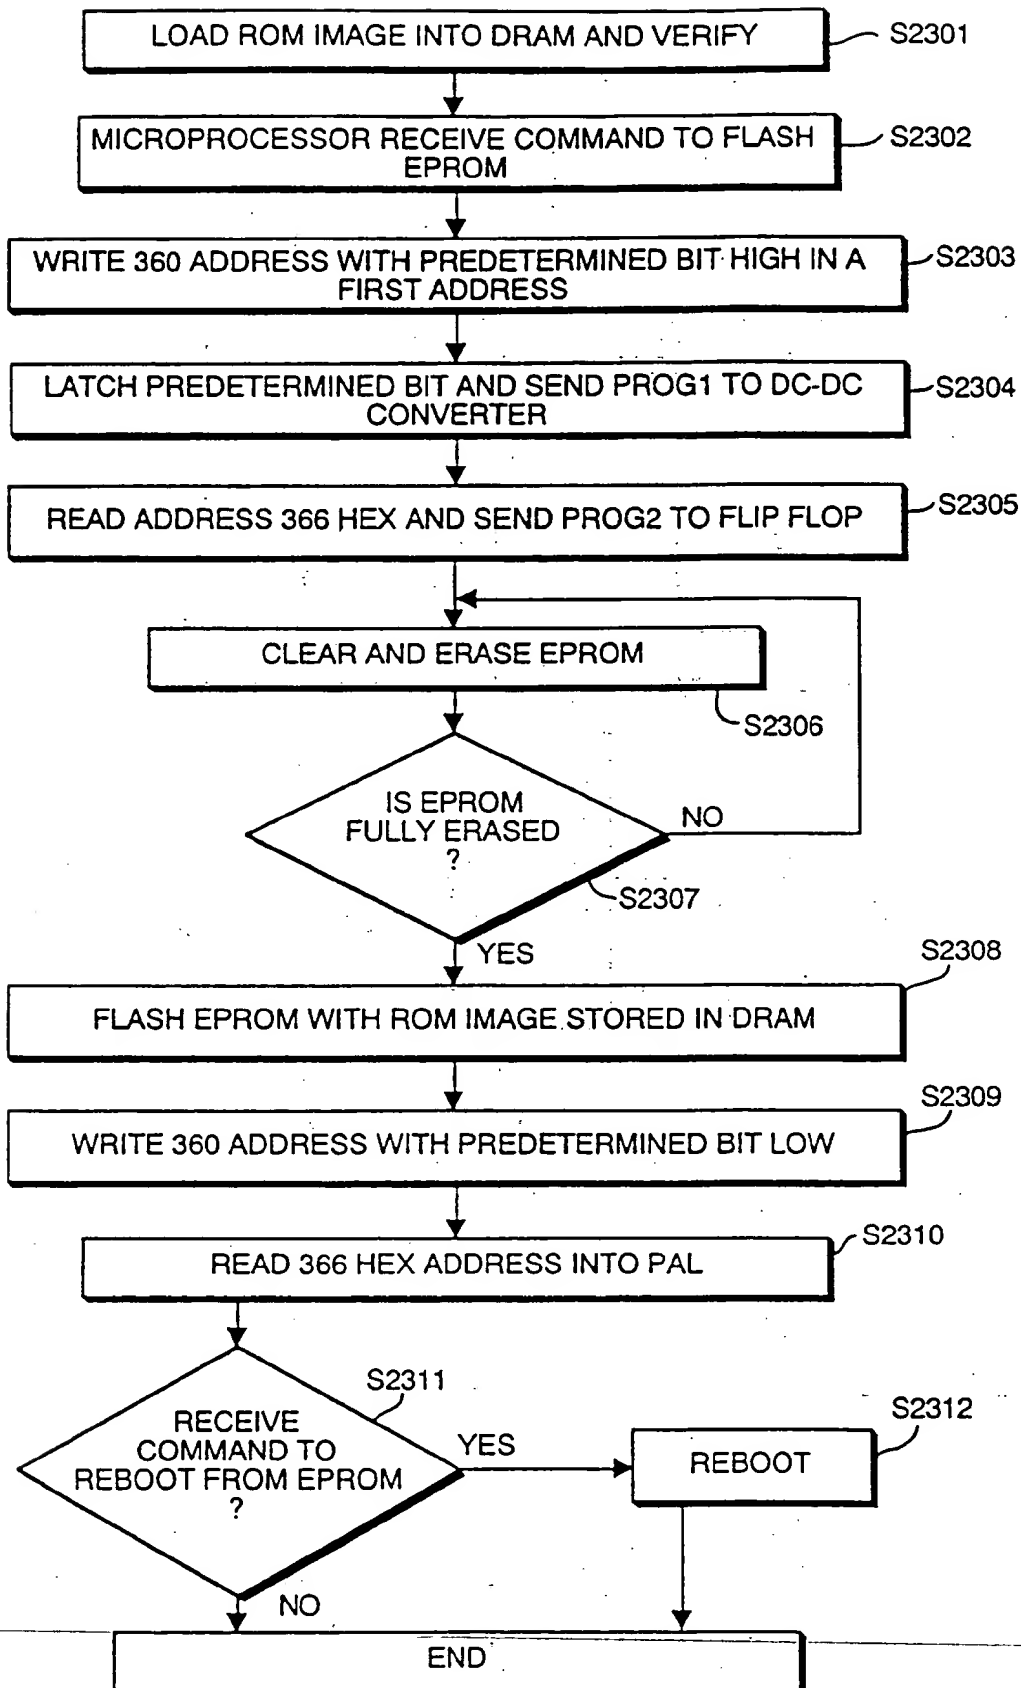 LOAD ROM IMAGE INTO DRAM AND VERIFY
S2301
MICROPROCESSOR RECEIVE COMMAND TO FLASH
EPROM
S2302
WRITE 360 ADDRESS WITH PREDETERMINED BIT HIGH IN A
FIRST ADDRESS
S2303
LATCH PREDETERMINED BIT AND SEND PROG1 TO DC-DC
CONVERTER
S2304
READ ADDRESS 366 HEX AND SEND PROG2 TO FLIP FLOP
S2305
CLEAR AND ERASE EPROM
S2306
IS EPROM
FULLY ERASED
?
NO
S2307
YES
S2308
FLASH EPROM WITH ROM IMAGE STORED IN DRAM
S2309
WRITE 360 ADDRESS WITH PREDETERMINED BIT LOW
S2310
READ 366 HEX ADDRESS INTO PAL
S2311
RECEIVE
COMMAND TO
REBOOT FROM EPROM
?
YES
S2312
REBOOT
NO
END